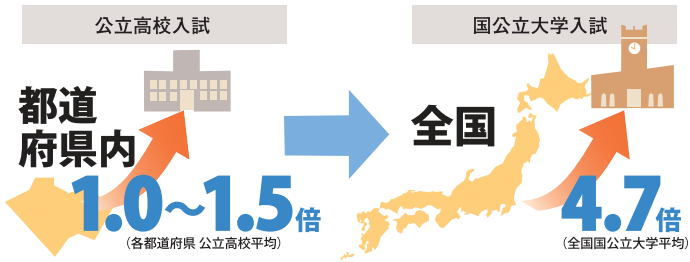 公立高校入試
都道
府県内
1.0〜1.5倍
（各都道府県 公立高校平均）
国公立大学入試
全国
4.7倍
（全国国公立大学平均）